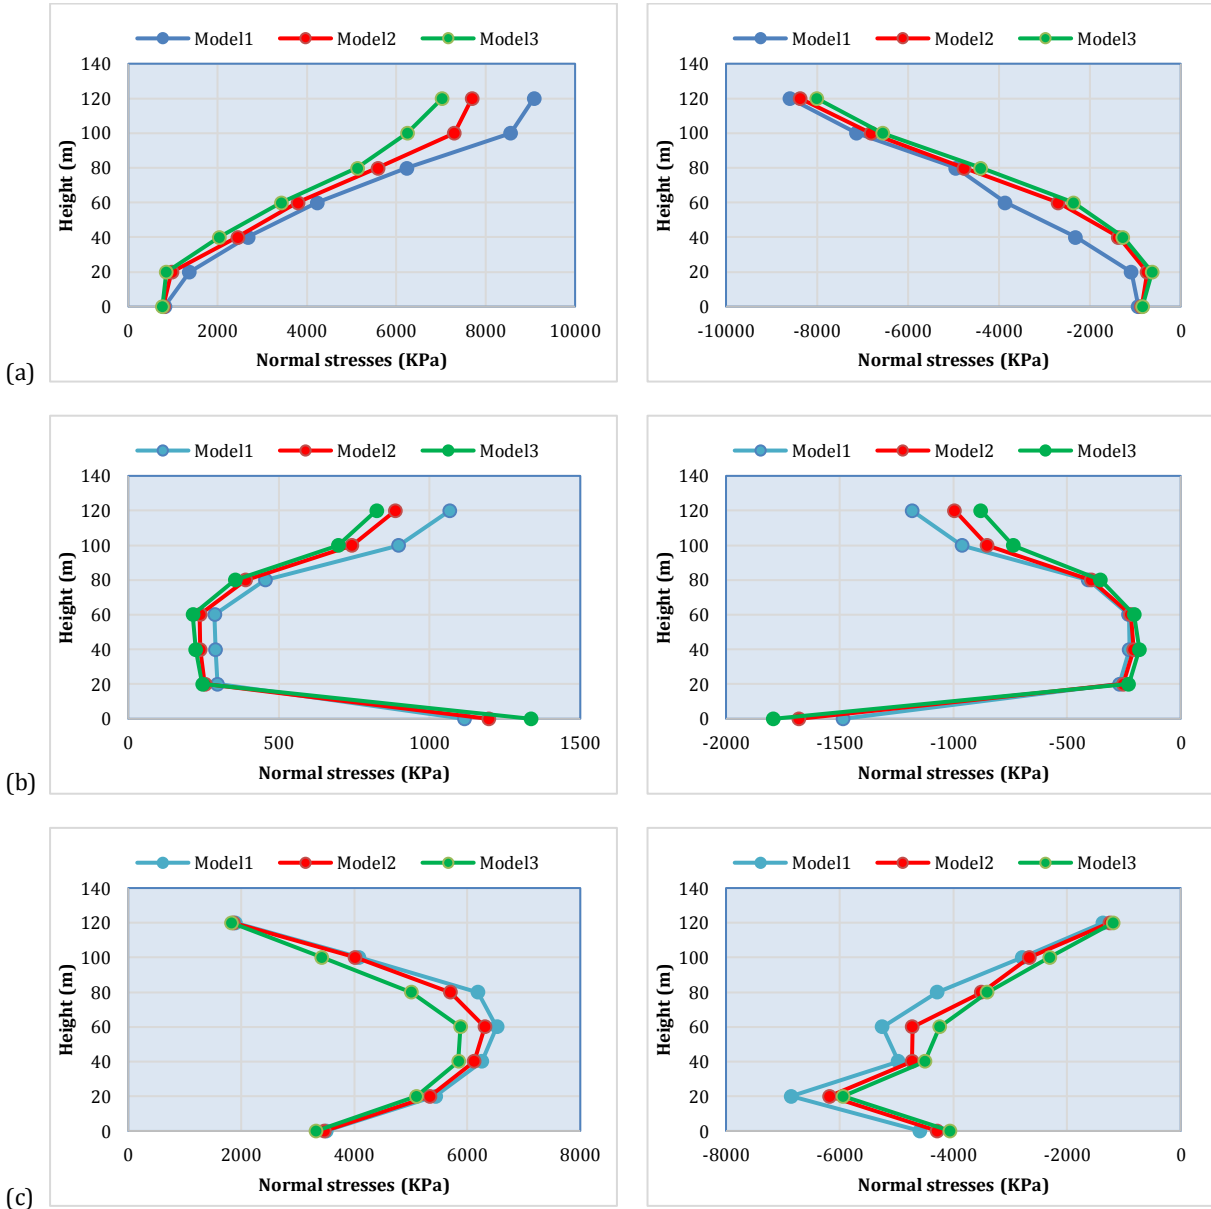 Model1 Model2 Model3
140
120
100
80
60
40
20
0
Height (m)
0 2000 4000 6000 8000 10000
Normal stresses (KPa)
Model1 Model2 Model3
140
120
100
80
60
40
20
0
Height (m)
-10000 -8000 -6000 -4000 -2000 0
Normal stresses (KPa)
(a)
Model1 Model2 Model3
140
120
100
80
60
40
20
0
Height (m)
0 500 1000 1500
Normal stresses (KPa)
Model1 Model2 Model3
140
120
100
80
60
40
20
0
Height (m)
-2000 -1500 -1000 -500 0
Normal stresses (KPa)
(b)
Model1 Model2 Model3
140
120
100
80
60
40
20
0
Height (m)
0 2000 4000 6000 8000
Normal stresses (KPa)
Model1 Model2 Model3
140
120
100
80
60
40
20
0
Height (m)
-8000 -6000 -4000 -2000 0
Normal stresses (KPa)
(c)